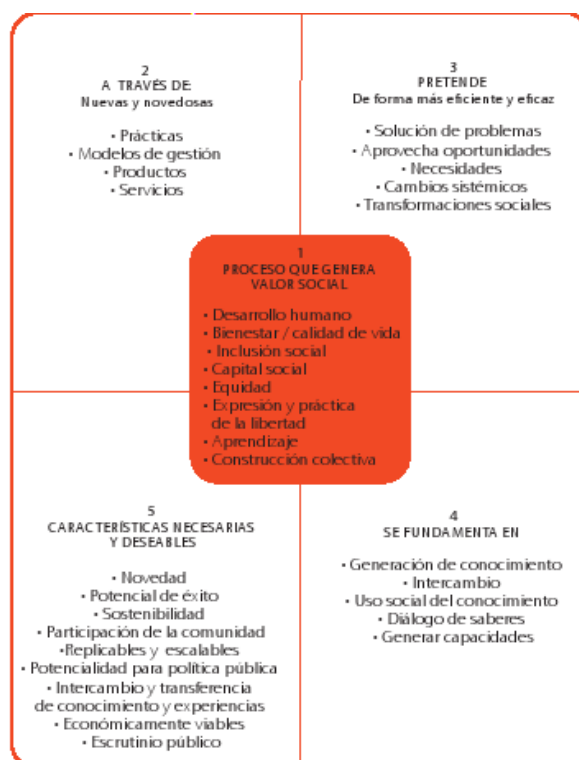 2
A TRAVÉS DE:
Nuevas y novedosas
• Prácticas
• Modelos de gestión
• Productos
• Servicios
3
PRETENDE
De forma más eficiente y eficaz
• Solución de problemas
• Aprovecha oportunidades
• Necesidades
• Cambios sistémicos
• Transformaciones sociales
1
PROCESO QUE GENERA
VALOR SOCIAL
• Desarrollo humano
• Bienestar / calidad de vida
• Inclusión social
• Capital social
• Equidad
• Expresión y práctica
de la libertad
• Aprendizaje
• Construcción colectiva
5
CARACTERÍSTICAS NECESARIAS
Y DESEABLES
• Novedad
• Potencial de éxito
• Sostenibilidad
• Participación de la comunidad
• Replicables y escalables
• Potencialidad para política pública
• Intercambio y transferencia
de conocimiento y experiencias
• Económicamente viables
• Escrutinio público
4
SE FUNDAMENTA EN
• Generación de conocimiento
• Intercambio
• Uso social del conocimiento
• Diálogo de saberes
• Generar capacidades